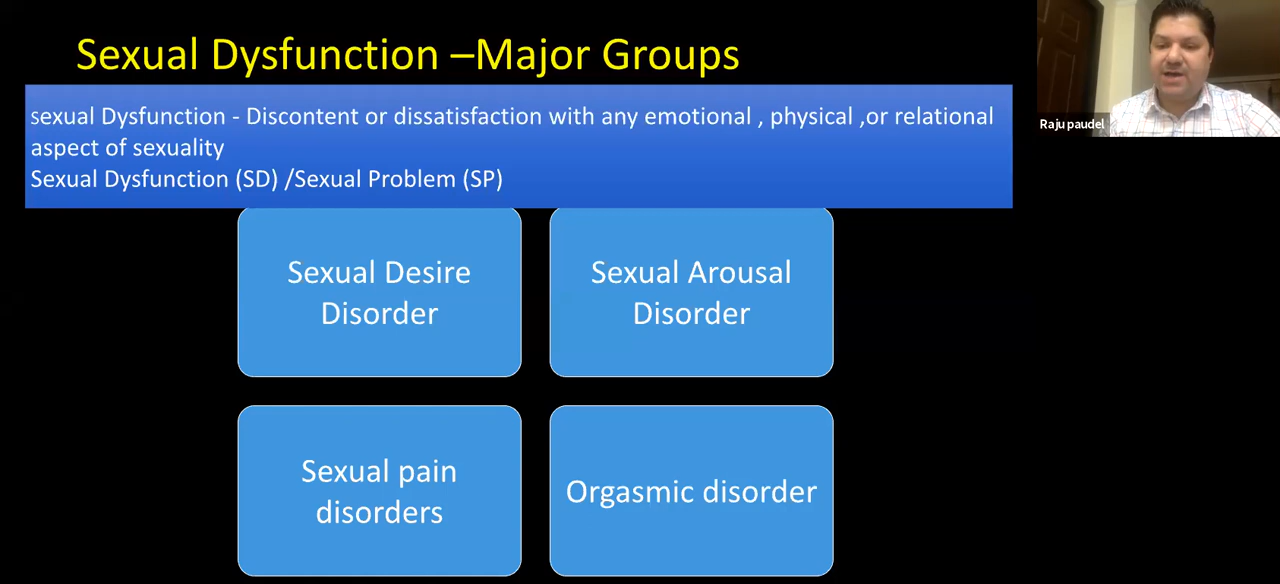 Sexual Dysfunction –Major Groups
sexual Dysfunction - Discontent or dissatisfaction with any emotional , physical ,or relational
aspect of sexuality
Sexual Dysfunction (SD) /Sexual Problem (SP)
Raju paudel
Sexual Desire
Disorder
Sexual Arousal
Disorder
Sexual pain
disorders
Orgasmic disorder